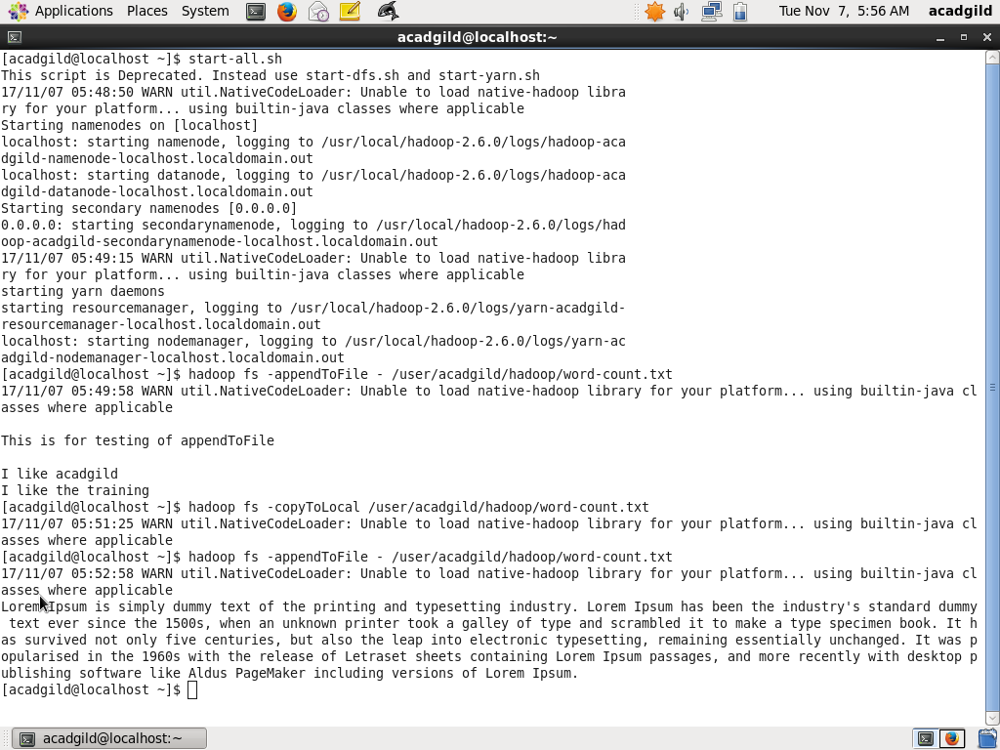 Applications Places System Tue Nov 7, 5:56 AM acadgild
acadgild@localhost:~
[acadgild@localhost ~]$ start-all.sh
This script is Deprecated. Instead use start-dfs.sh and start-yarn.sh
17/11/07 05:48:50 WARN util.NativeCodeLoader: Unable to load native-hadoop libra
ry for your platform... using builtin-java classes where applicable
Starting namenodes on [localhost]
localhost: starting namenode, logging to /usr/local/hadoop-2.6.0/logs/hadoop-aca
dgild-namenode-localhost.localdomain.out
localhost: starting datanode, logging to /usr/local/hadoop-2.6.0/logs/hadoop-aca
dgild-datanode-localhost.localdomain.out
Starting secondary namenodes [0.0.0.0]
0.0.0.0: starting secondarynamenode, logging to /usr/local/hadoop-2.6.0/logs/had
oop-acadgild-secondarynamenode-localhost.localdomain.out
17/11/07 05:49:15 WARN util.NativeCodeLoader: Unable to load native-hadoop libra
ry for your platform... using builtin-java classes where applicable
starting yarn daemons
starting resourcemanager, logging to /usr/local/hadoop-2.6.0/logs/yarn-acadgild-
resourcemanager-localhost.localdomain.out
localhost: starting nodemanager, logging to /usr/local/hadoop-2.6.0/logs/yarn-ac
adgild-nodemanager-localhost.localdomain.out
[acadgild@localhost ~]$ hadoop fs -appendToFile - /user/acadgild/hadoop/word-count.txt
17/11/07 05:49:58 WARN util.NativeCodeLoader: Unable to load native-hadoop library for your platform... using builtin-java cl
asses where applicable
This is for testing of appendToFile
I like acadgild
I like the training
[acadgild@localhost ~]$ hadoop fs -copyToLocal /user/acadgild/hadoop/word-count.txt
17/11/07 05:51:25 WARN util.NativeCodeLoader: Unable to load native-hadoop library for your platform... using builtin-java cl
asses where applicable
[acadgild@localhost ~]$ hadoop fs -appendToFile - /user/acadgild/hadoop/word-count.txt
17/11/07 05:52:58 WARN util.NativeCodeLoader: Unable to load native-hadoop library for your platform... using builtin-java cl
asses where applicable
Lorem Ipsum is simply dummy text of the printing and typesetting industry. Lorem Ipsum has been the industry's standard dummy
 text ever since the 1500s, when an unknown printer took a galley of type and scrambled it to make a type specimen book. It h
as survived not only five centuries, but also the leap into electronic typesetting, remaining essentially unchanged. It was p
opularised in the 1960s with the release of Letraset sheets containing Lorem Ipsum passages, and more recently with desktop p
ublishing software like Aldus PageMaker including versions of Lorem Ipsum.
[acadgild@localhost ~]$
acadgild@localhost:~